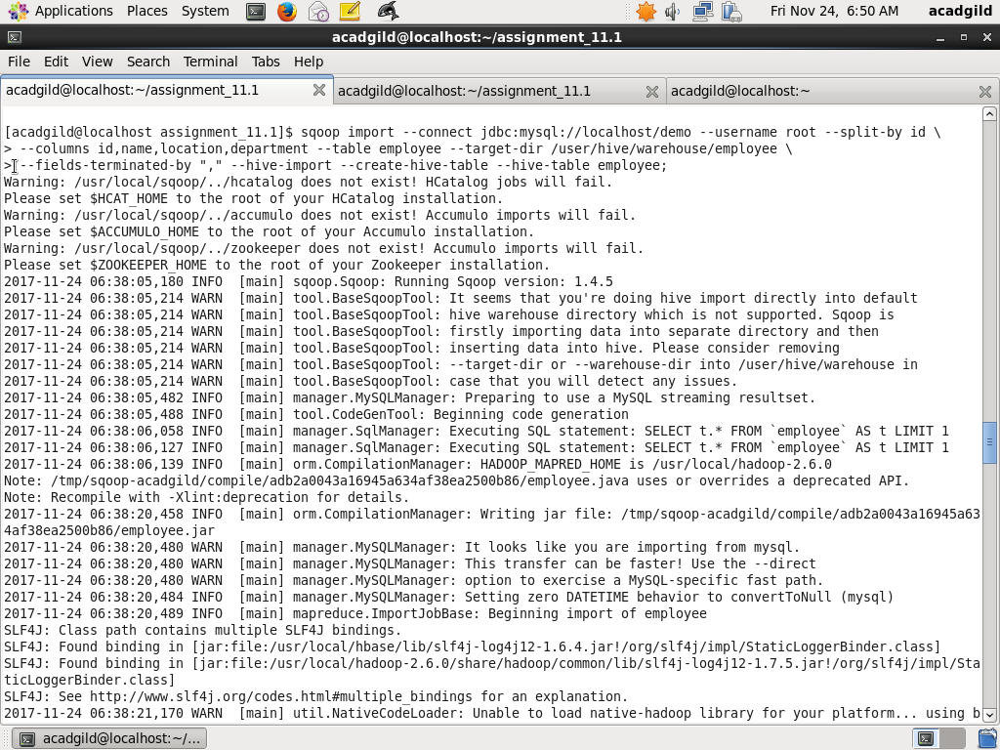 Applications Places System
Fri Nov 24, 6:50 AM acadgild
acadgild@localhost:~/assignment_11.1
File Edit View Search Terminal Tabs Help
acadgild@localhost:~/assignment_11.1
acadgild@localhost:~/assignment_11.1
acadgild@localhost:~
[acadgild@localhost assignment_11.1]$ sqoop import --connect jdbc:mysql://localhost/demo --username root --split-by id \
> --columns id,name,location,department --table employee --target-dir /user/hive/warehouse/employee \
> --fields-terminated-by "," --hive-import --create-hive-table --hive-table employee;
Warning: /usr/local/sqoop/../hcatalog does not exist! HCatalog jobs will fail.
Please set $HCAT_HOME to the root of your HCatalog installation.
Warning: /usr/local/sqoop/../accumulo does not exist! Accumulo imports will fail.
Please set $ACCUMULO_HOME to the root of your Accumulo installation.
Warning: /usr/local/sqoop/../zookeeper does not exist! Accumulo imports will fail.
Please set $ZOOKEEPER_HOME to the root of your Zookeeper installation.
2017-11-24 06:38:05,180 INFO  [main] sqoop.Sqoop: Running Sqoop version: 1.4.5
2017-11-24 06:38:05,214 WARN  [main] tool.BaseSqoopTool: It seems that you're doing hive import directly into default
2017-11-24 06:38:05,214 WARN  [main] tool.BaseSqoopTool: hive warehouse directory which is not supported. Sqoop is
2017-11-24 06:38:05,214 WARN  [main] tool.BaseSqoopTool: firstly importing data into separate directory and then
2017-11-24 06:38:05,214 WARN  [main] tool.BaseSqoopTool: inserting data into hive. Please consider removing
2017-11-24 06:38:05,214 WARN  [main] tool.BaseSqoopTool: --target-dir or --warehouse-dir into /user/hive/warehouse in
2017-11-24 06:38:05,214 WARN  [main] tool.BaseSqoopTool: case that you will detect any issues.
2017-11-24 06:38:05,482 INFO  [main] manager.MySQLManager: Preparing to use a MySQL streaming resultset.
2017-11-24 06:38:05,488 INFO  [main] tool.CodeGenTool: Beginning code generation
2017-11-24 06:38:06,058 INFO  [main] manager.SqlManager: Executing SQL statement: SELECT t.* FROM `employee` AS t LIMIT 1
2017-11-24 06:38:06,127 INFO  [main] manager.SqlManager: Executing SQL statement: SELECT t.* FROM `employee` AS t LIMIT 1
2017-11-24 06:38:06,139 INFO  [main] orm.CompilationManager: HADOOP_MAPRED_HOME is /usr/local/hadoop-2.6.0
Note: /tmp/sqoop-acadgild/compile/adb2a0043a16945a634af38ea2500b86/employee.java uses or overrides a deprecated API.
Note: Recompile with -Xlint:deprecation for details.
2017-11-24 06:38:20,458 INFO  [main] orm.CompilationManager: Writing jar file: /tmp/sqoop-acadgild/compile/adb2a0043a16945a63
4af38ea2500b86/employee.jar
2017-11-24 06:38:20,480 WARN  [main] manager.MySQLManager: It looks like you are importing from mysql.
2017-11-24 06:38:20,480 WARN  [main] manager.MySQLManager: This transfer can be faster! Use the --direct
2017-11-24 06:38:20,480 WARN  [main] manager.MySQLManager: option to exercise a MySQL-specific fast path.
2017-11-24 06:38:20,484 INFO  [main] manager.MySQLManager: Setting zero DATETIME behavior to convertToNull (mysql)
2017-11-24 06:38:20,489 INFO  [main] mapreduce.ImportJobBase: Beginning import of employee
SLF4J: Class path contains multiple SLF4J bindings.
SLF4J: Found binding in [jar:file:/usr/local/hbase/lib/slf4j-log4j12-1.6.4.jar!/org/slf4j/impl/StaticLoggerBinder.class]
SLF4J: Found binding in [jar:file:/usr/local/hadoop-2.6.0/share/hadoop/common/lib/slf4j-log4j12-1.7.5.jar!/org/slf4j/impl/Sta
ticLoggerBinder.class]
SLF4J: See http://www.slf4j.org/codes.html#multiple_bindings for an explanation.
2017-11-24 06:38:21,170 WARN  [main] util.NativeCodeLoader: Unable to load native-hadoop library for your platform... using b
acadgild@localhost:~/...